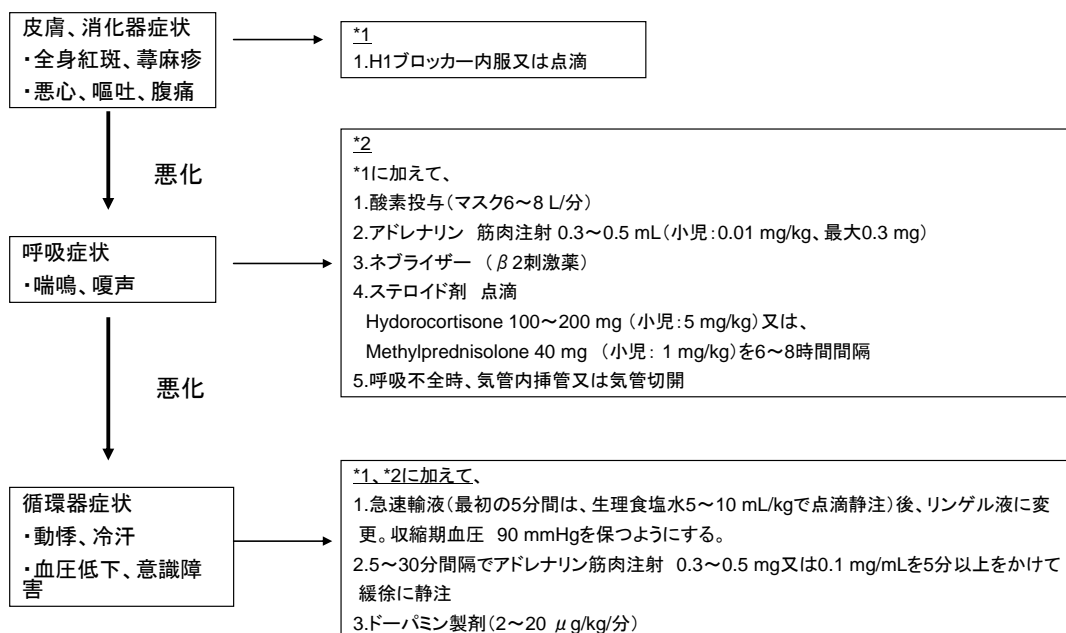 皮膚、消化器症状
・全身紅斑、蕁麻疹
・悪心、嘔吐、腹痛
*1
1.H1ブロッカー内服又は点滴
悪化
呼吸症状
・喘鳴、嗄声
*2
*1に加えて、
1.酸素投与(マスク6～8 L/分)
2.アドレナリン 筋肉注射 0.3～0.5 mL(小児:0.01 mg/kg、最大0.3 mg)
3.ネブライザー (β2刺激薬)
4.ステロイド剤 点滴
Hydorocortisone 100～200 mg (小児:5 mg/kg)又は、
Methylprednisolone 40 mg (小児: 1 mg/kg)を6～8時間間隔
5.呼吸不全時、気管内挿管又は気管切開
悪化
循環器症状
・動悸、冷汗
・血圧低下、意識障
害
*1、*2に加えて、
1.急速輸液(最初の5分間は、生理食塩水5～10 mL/kgで点滴静注)後、リンゲル液に変
更。収縮期血圧 90 mmHgを保つようにする。
2.5～30分間隔でアドレナリン筋肉注射 0.3～0.5 mg又は0.1 mg/mLを5分以上をかけて
緩徐に静注
3.ドーパミン製剤(2～20 μg/kg/分)